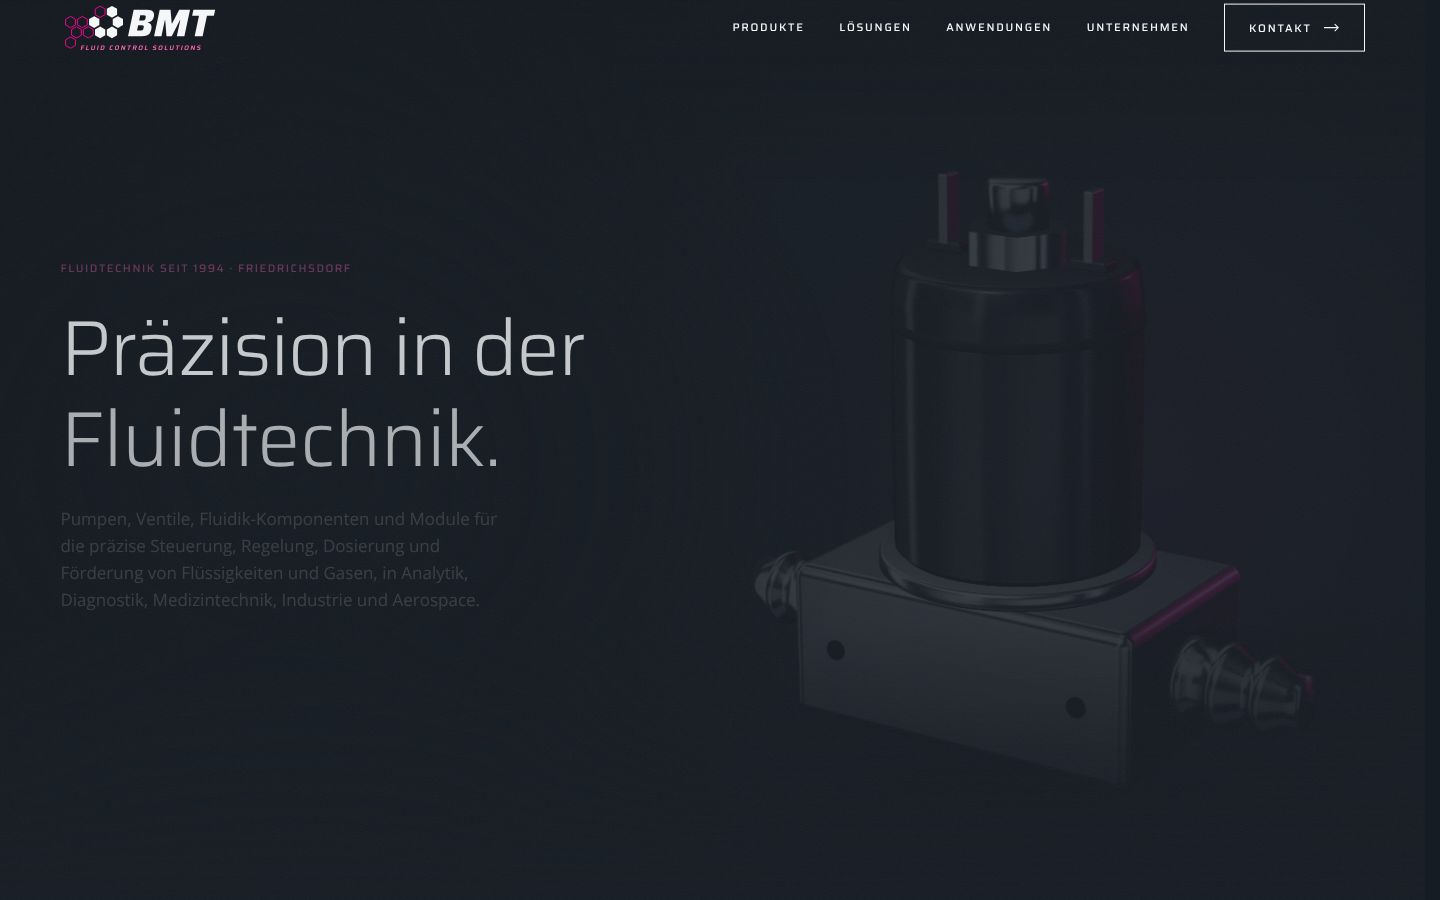 BMT
FLUID CONTROL SOLUTIONS
PRODUKTE
LÖSUNGEN
ANWENDUNGEN
UNTERNEHMEN
KONTAKT →
FLUIDTECHNIK SEIT 1994 · FRIEDRICHSDORF
Präzision in der
Fluidtechnik.
Pumpen, Ventile, Fluidik-Komponenten und Module für
die präzise Steuerung, Regelung, Dosierung und
Förderung von Flüssigkeiten und Gasen, in Analytik,
Diagnostik, Medizintechnik, Industrie und Aerospace.